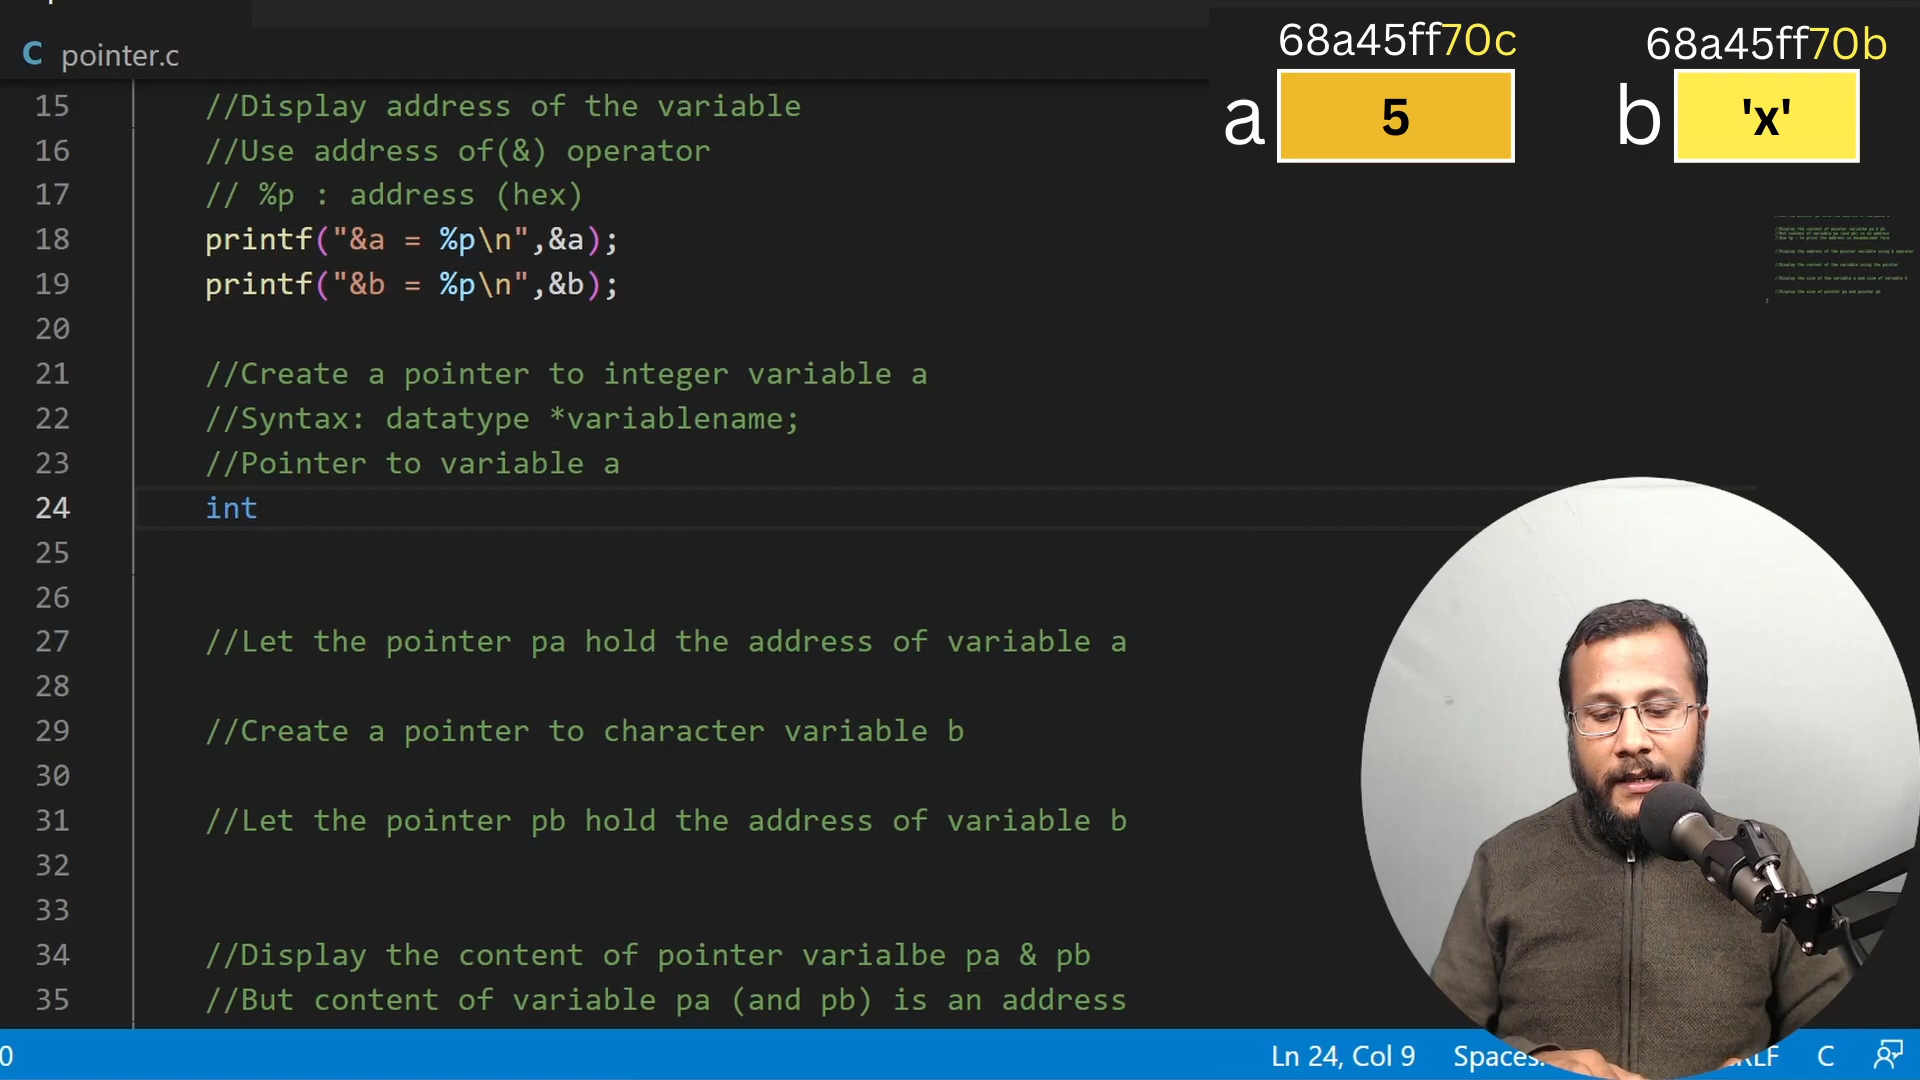 pointer.c
68a45ff70c
68a45ff70b
a
5
b
'x'
15 //Display address of the variable
16 //Use address of(&) operator
17 // %p : address (hex)
18 printf("&a = %p\n",&a);
19 printf("&b = %p\n",&b);
20
21 //Create a pointer to integer variable a
22 //Syntax: datatype *variablename;
23 //Pointer to variable a
24 int
25
26
27 //Let the pointer pa hold the address of variable a
28
29 //Create a pointer to character variable b
30
31 //Let the pointer pb hold the address of variable b
32
33
34 //Display the content of pointer varialbe pa & pb
35 //But content of variable pa (and pb) is an address
0
Ln 24, Col 9
Spaces:
C